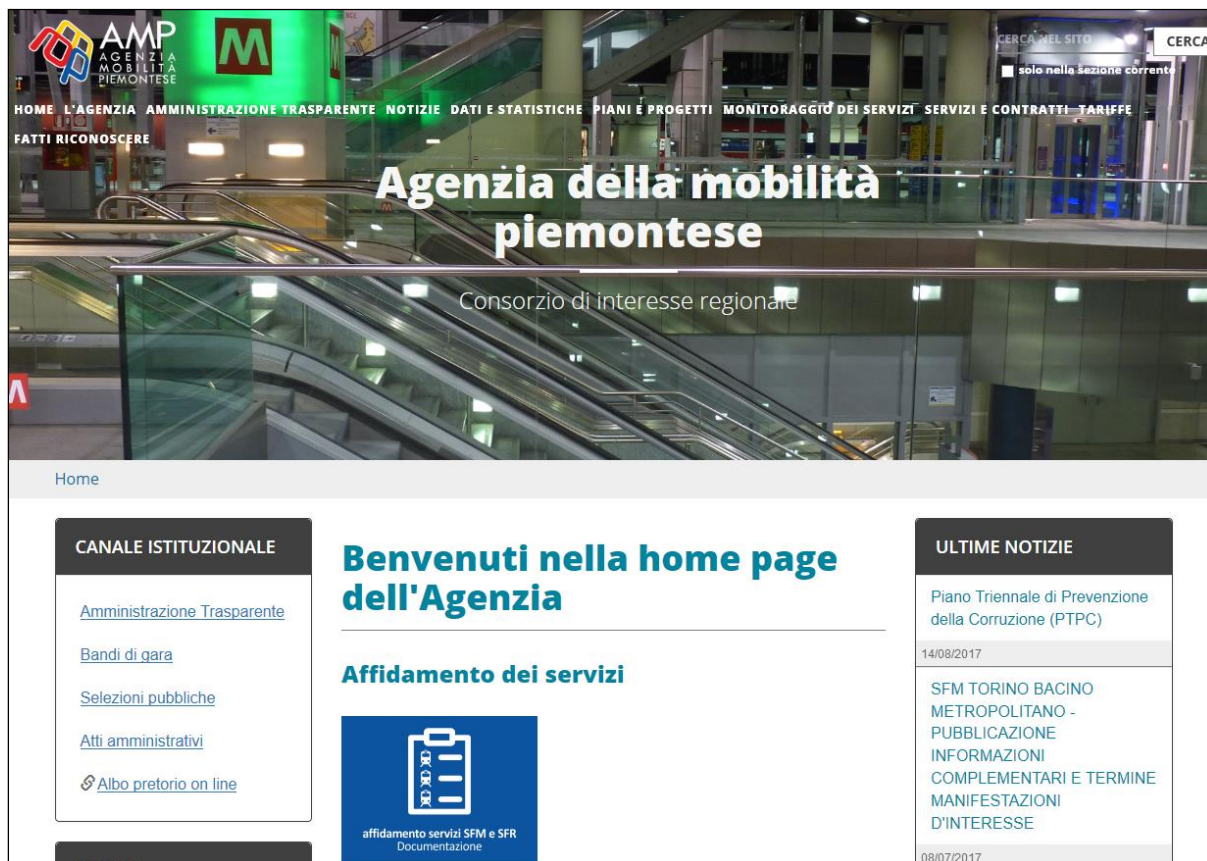 AMP
AGENZIA
MOBILITÀ
PIEMONTESE
M
CERCA NEL SITO
CERCA
solo nella sezione corrente
HOME L'AGENZIA AMMINISTRAZIONE TRASPARENTE NOTIZIE DATI E STATISTICHE PIANI E PROGETTI MONITORAGGIO DEI SERVIZI SERVIZI E CONTRATTI TARIFFE
FATTI RICONOSCERE
Agenzia della mobilità
piemontese
Consorzio di interesse regionale
Home
CANALE ISTITUZIONALE
Amministrazione Trasparente
Bandi di gara
Selezioni pubbliche
Atti amministrativi
Albo pretorio on line
Benvenuti nella home page
dell'Agenzia
Affidamento dei servizi
affidamento servizi SFM e SFR
Documentazione
ULTIME NOTIZIE
Piano Triennale di Prevenzione
della Corruzione (PTPC)
14/08/2017
SFM TORINO BACINO
METROPOLITANO -
PUBBLICAZIONE
INFORMAZIONI
COMPLEMENTARI E TERMINE
MANIFESTAZIONI
D'INTERESSE
08/07/2017